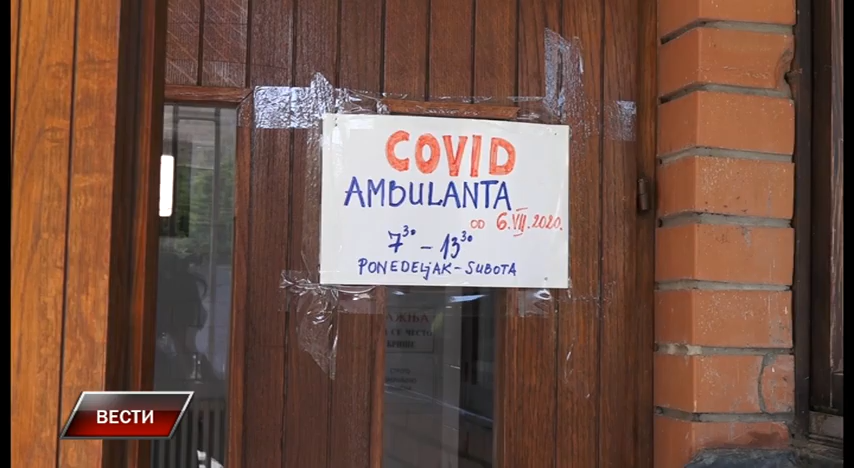 COVID
AMBULANTA
OD 6.VII.2020.
7³⁰ - 13³⁰
PONEDELjAK - SUBOTA
ВЕСТИ